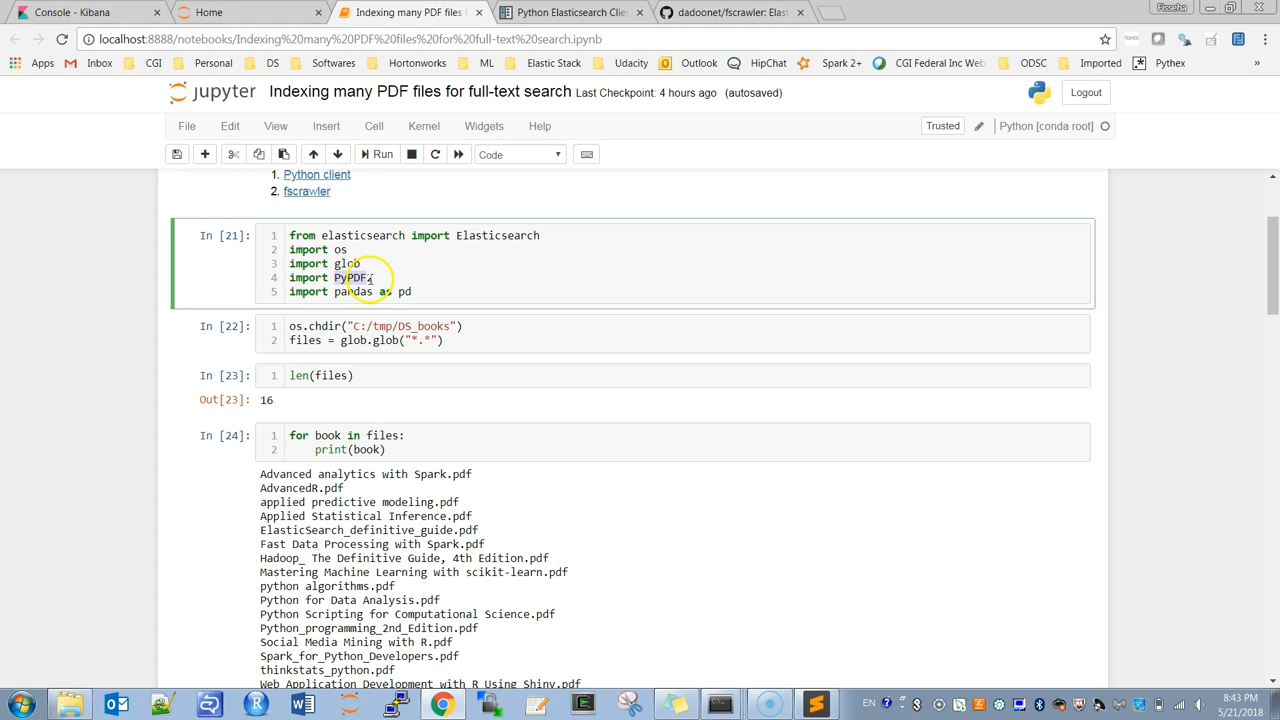 Console - Kibana
Home
Indexing many PDF files
Python Elasticsearch Clie
dadoonet/fscrawler: Elast
Fisseha
localhost:8888/notebooks/Indexing%20many%20PDF%20files%20for%20full-text%20search.ipynb
Apps Inbox CGI Personal DS Softwares Hortonworks ML Elastic Stack Udacity Outlook HipChat Spark 2+ CGI Federal Inc Web ODSC Imported Pythex »
jupyter Indexing many PDF files for full-text search Last Checkpoint: 4 hours ago (autosaved) Logout
File Edit View Insert Cell Kernel Widgets Help Trusted Python [conda root]
Run Code
1. Python client
2. fscrawler
In [21]: 1 from elasticsearch import Elasticsearch
2 import os
3 import glob
4 import PyPDF2
5 import pandas as pd
In [22]: 1 os.chdir("C:/tmp/DS_books")
2 files = glob.glob("*.*")
In [23]: 1 len(files)
Out[23]: 16
In [24]: 1 for book in files:
2 print(book)
Advanced analytics with Spark.pdf
AdvancedR.pdf
applied predictive modeling.pdf
Applied Statistical Inference.pdf
ElasticSearch_definitive_guide.pdf
Fast Data Processing with Spark.pdf
Hadoop_ The Definitive Guide, 4th Edition.pdf
Mastering Machine Learning with scikit-learn.pdf
python algorithms.pdf
Python for Data Analysis.pdf
Python Scripting for Computational Science.pdf
Python_programming_2nd_Edition.pdf
Social Media Mining with R.pdf
Spark_for_Python_Developers.pdf
thinkstats_python.pdf
Web Application Development with R Using Shiny.pdf
EN
8:43 PM
5/21/2018